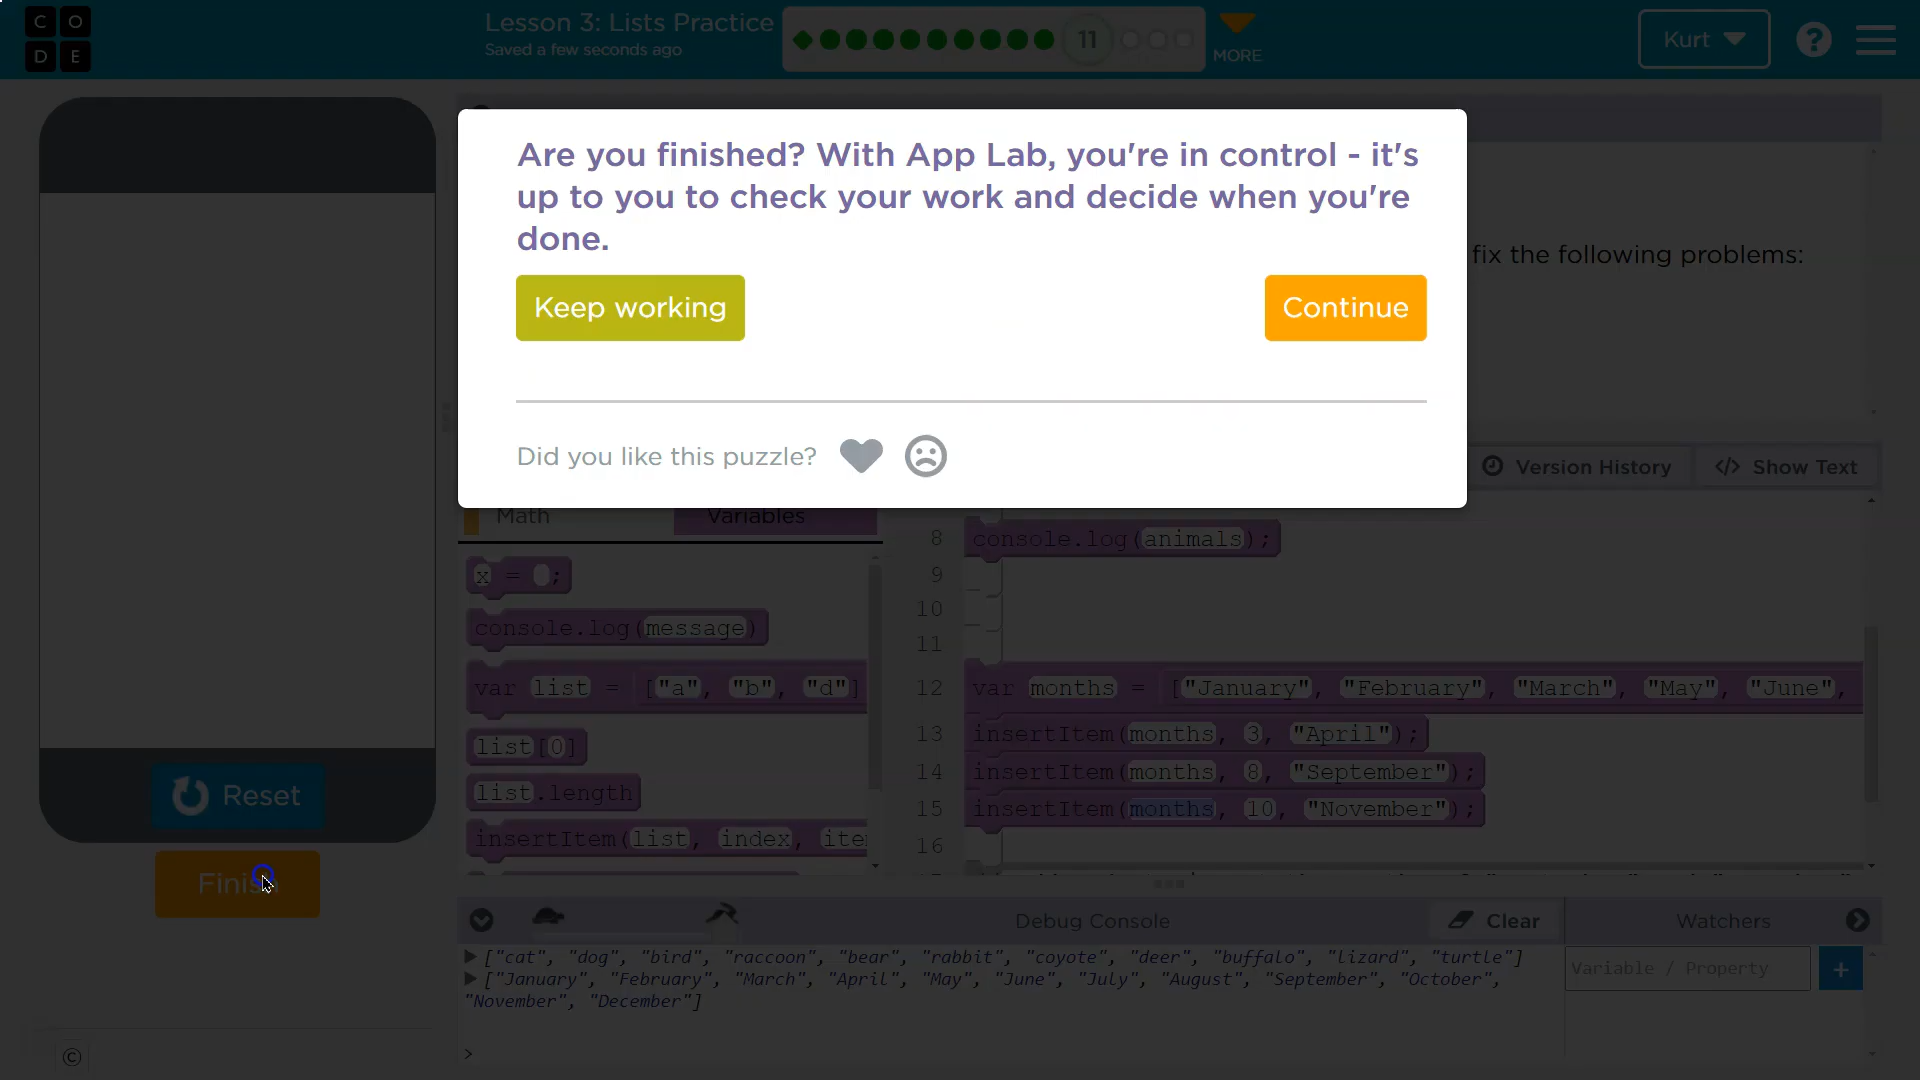 C O
D E
Lesson 3: Lists Practice
Saved a few seconds ago
11
MORE
Kurt
?
Are you finished? With App Lab, you're in control - it's
up to you to check your work and decide when you're
done.
Keep working
Continue
Did you like this puzzle?
fix the following problems:
Version History
</> Show Text
Math
Variables
x = ;
console.log(message)
var list = ["a", "b", "d"]
list[0]
list.length
insertItem(list, index, ite
8 console.log(animals);
9
10
11
12 var months = ["January", "February", "March", "May", "June",
13 insertItem(months, 3, "April");
14 insertItem(months, 8, "September");
15 insertItem(months, 10, "November");
16
Reset
Debug Console
Clear
Watchers
["cat", "dog", "bird", "raccoon", "bear", "rabbit", "coyote", "deer", "buffalo", "lizard", "turtle"]
["January", "February", "March", "April", "May", "June", "July", "August", "September", "October",
"November", "December"]
>
Variable / Property
+
©